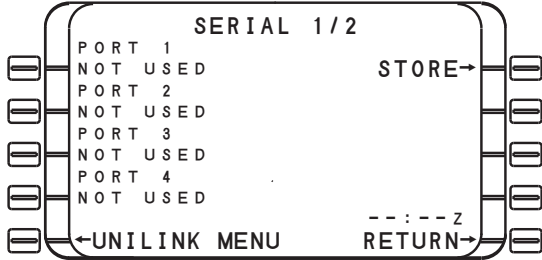 SERIAL 1/2
PORT 1
NOT USED STORE→
PORT 2
NOT USED
PORT 3
NOT USED
PORT 4
NOT USED
--:--Z
←UNILINK MENU RETURN→